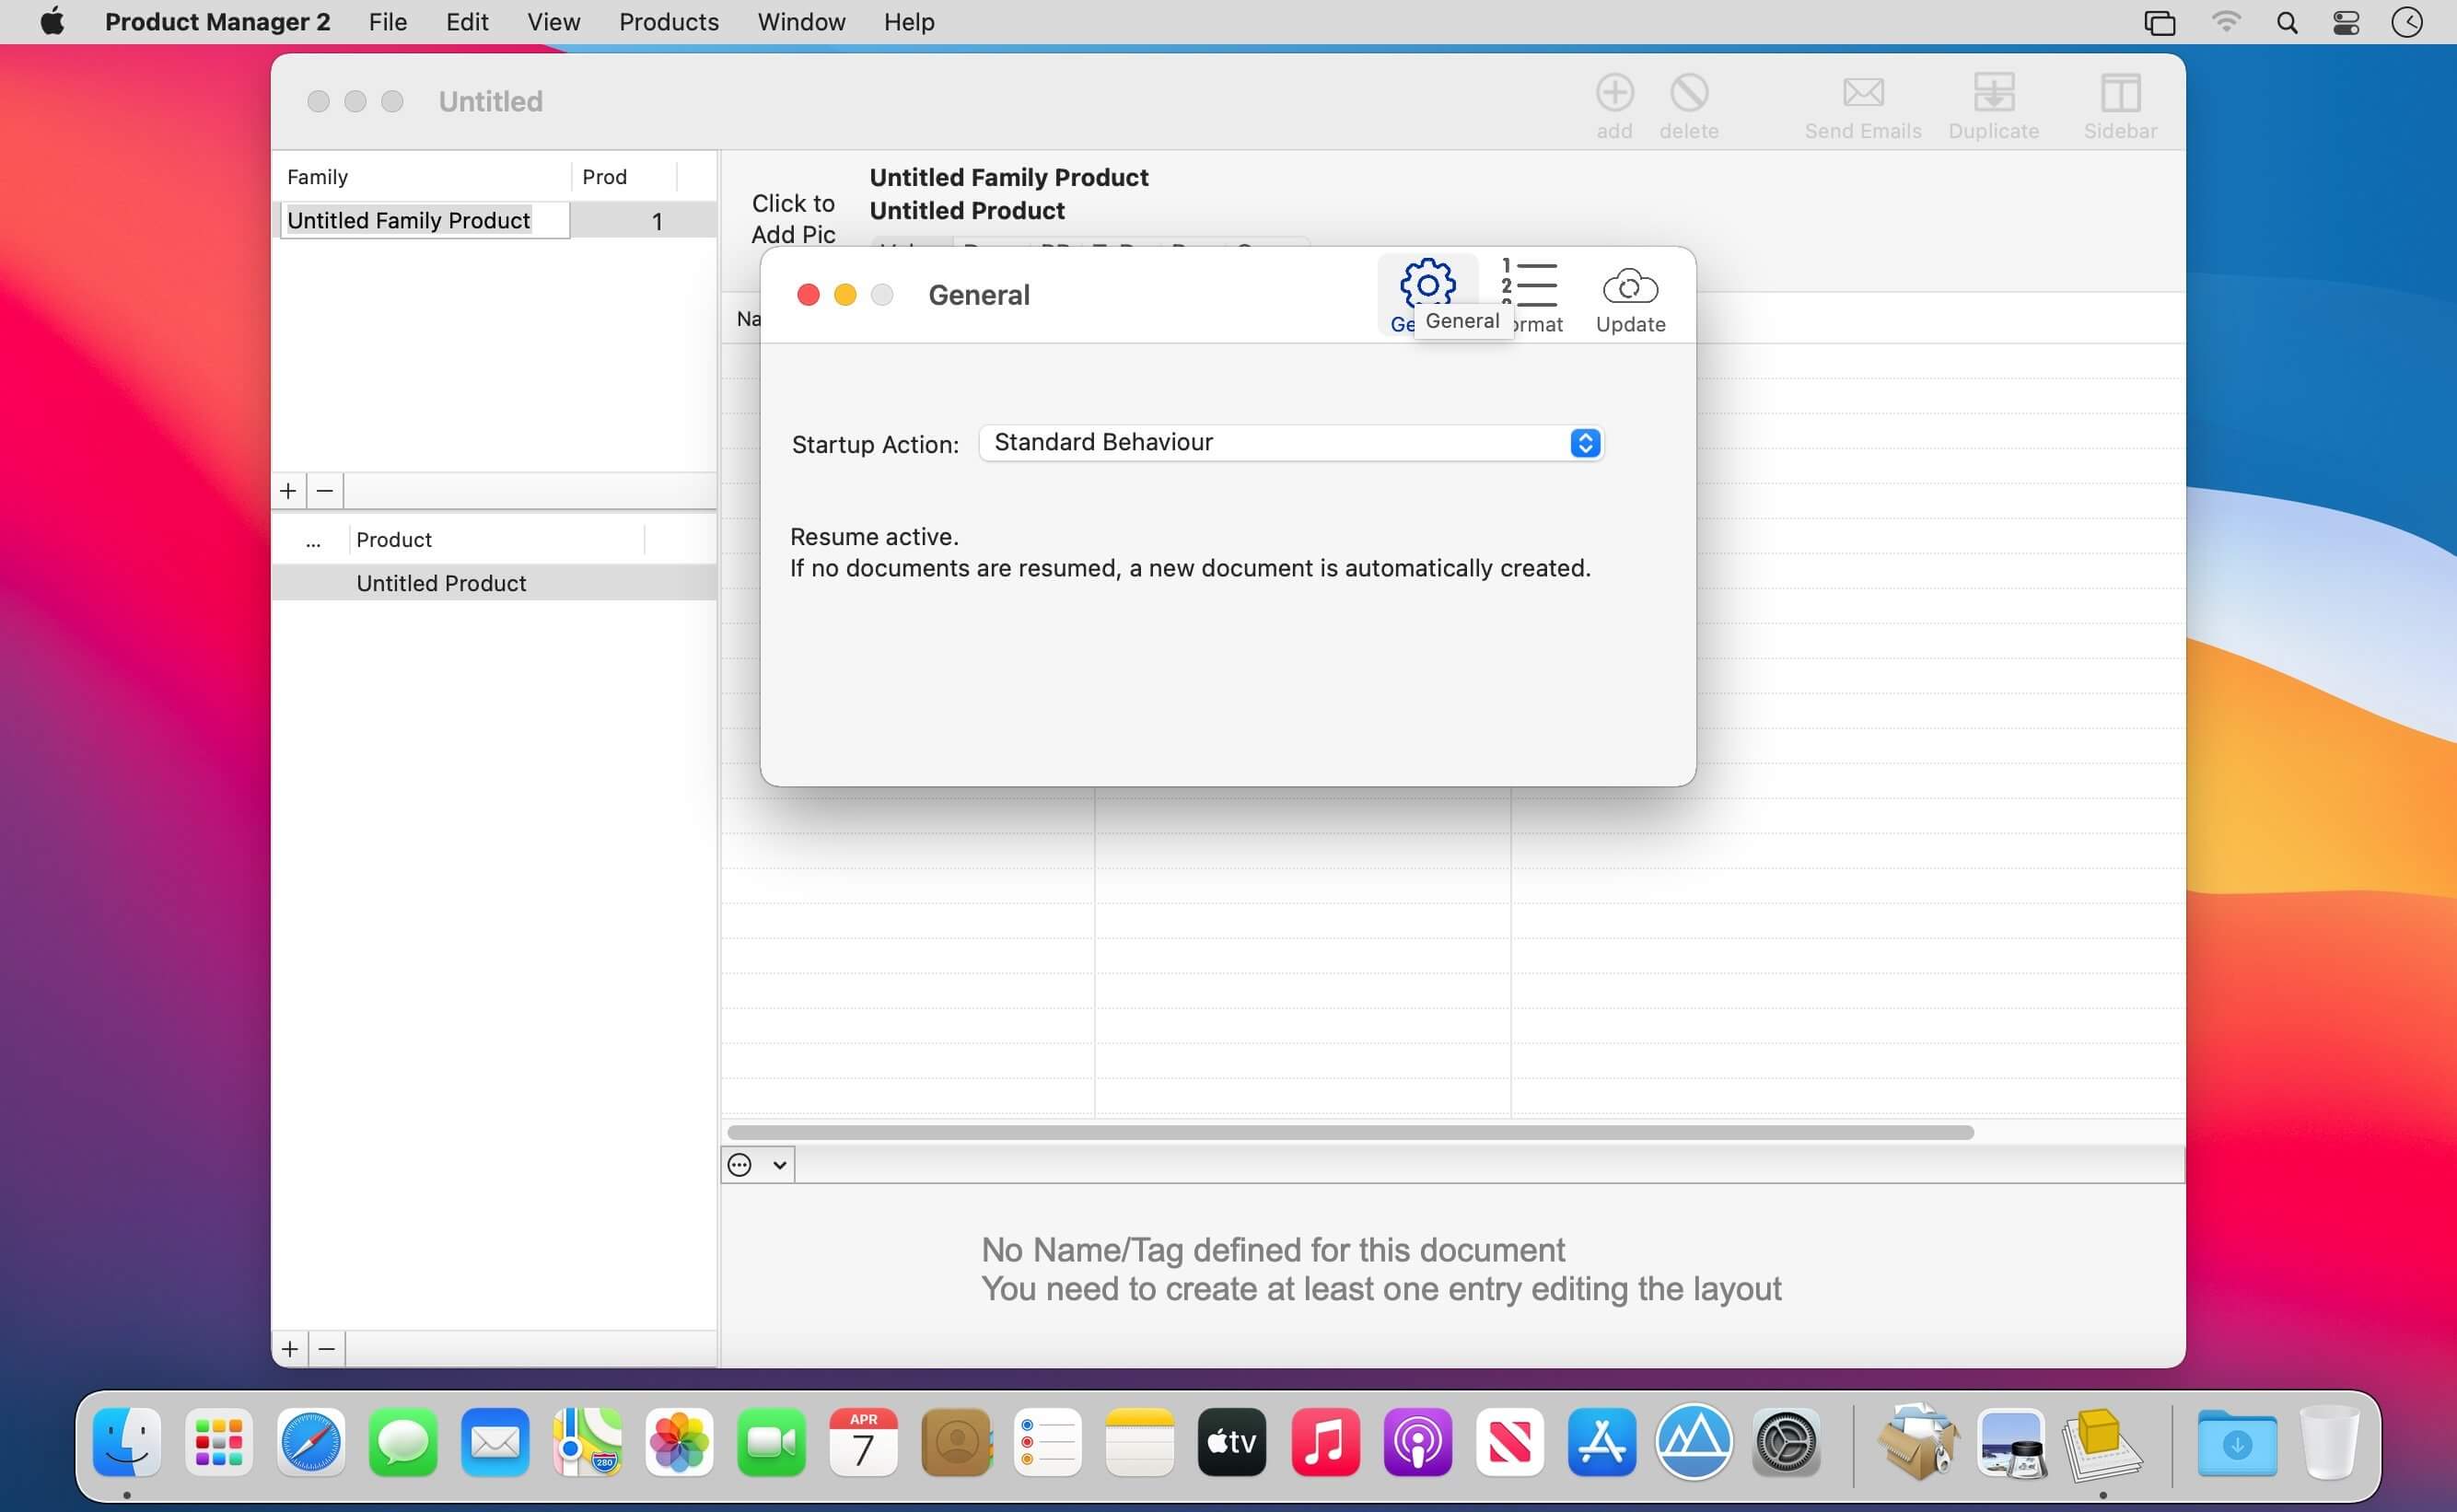 Product Manager 2 File Edit View Products Window Help
Untitled
add delete Send Emails Duplicate Sidebar
Family Prod
Untitled Family Product 1
Untitled Family Product
Untitled Product
Click to
Add Pic
General
General
Update
Startup Action: Standard Behaviour
Resume active.
If no documents are resumed, a new document is automatically created.
... Product
Untitled Product
No Name/Tag defined for this document
You need to create at least one entry editing the layout
APR
7
280
tv